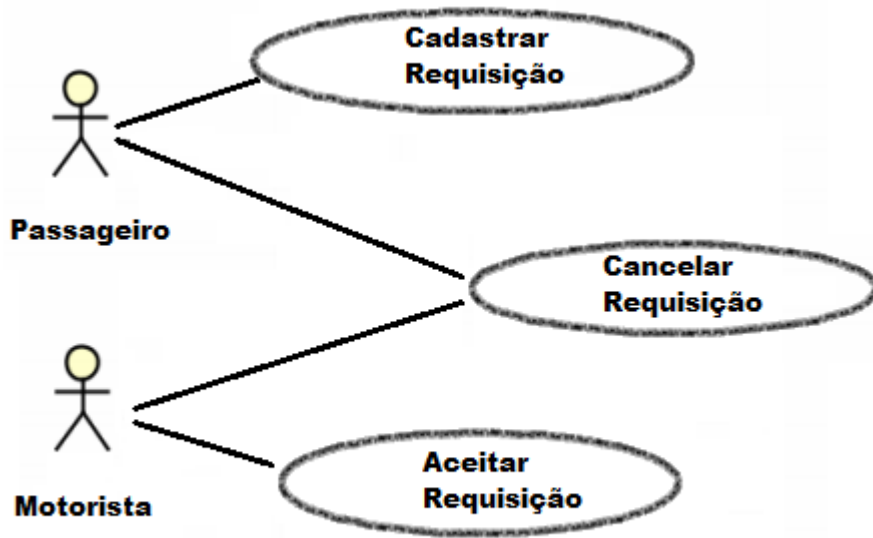 Cadastrar
Requisição
Passageiro
Cancelar
Requisição
Aceitar
Requisição
Motorista